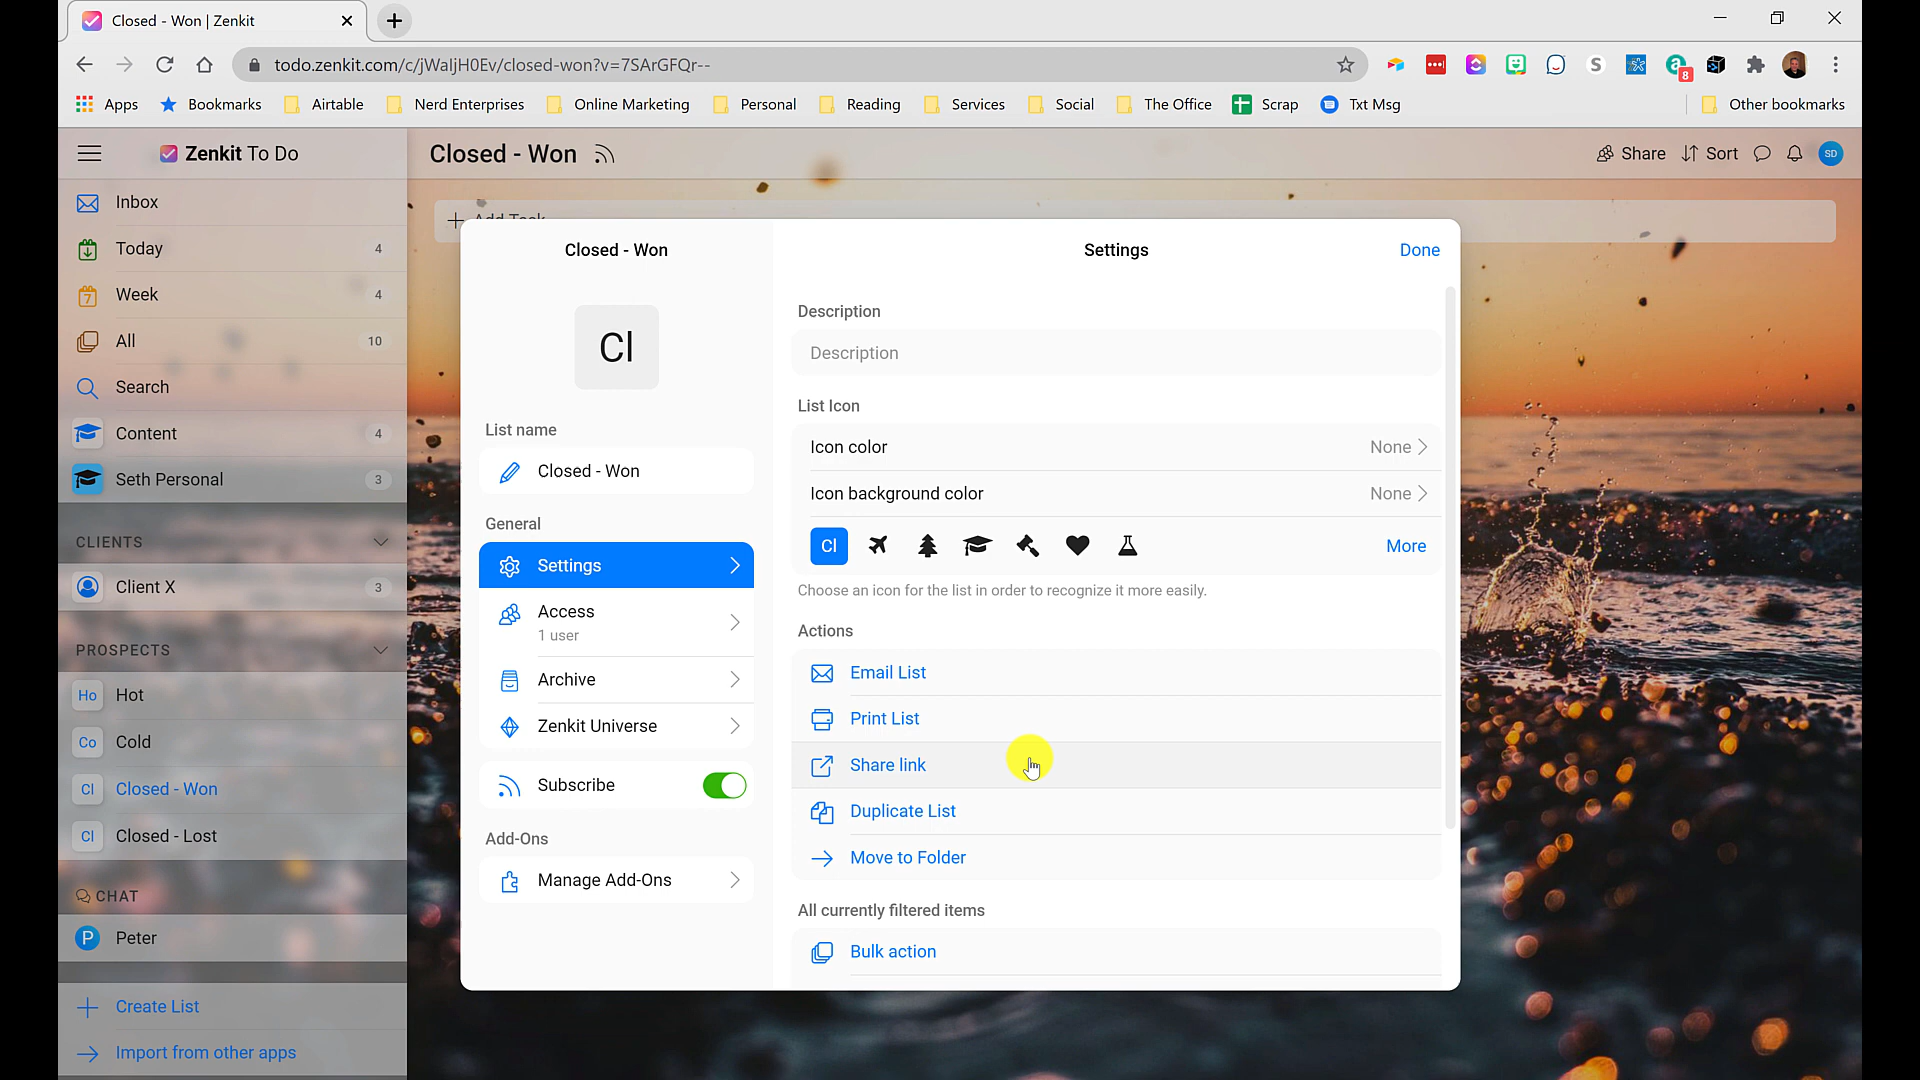 Closed - Won | Zenkit
todo.zenkit.com/c/jWaljH0Ev/closed-won?v=7SArGFQr--
8
Apps
Bookmarks
Airtable
Nerd Enterprises
Online Marketing
Personal
Reading
Services
Social
The Office
Scrap
Txt Msg
Other bookmarks
Zenkit To Do
Closed - Won
Share
Sort
SD
Inbox
Today 4
7
Week 4
All 10
Search
Content 4
Seth Personal 3
CLIENTS
Client X 3
PROSPECTS
Ho Hot
Co Cold
Cl Closed - Won
Cl Closed - Lost
CHAT
P Peter
Create List
Import from other apps
Add Task
Closed - Won
Cl
List name
Closed - Won
General
Settings
Access
1 user
Archive
Zenkit Universe
Subscribe
Add-Ons
Manage Add-Ons
Settings
Done
Description
Description
List Icon
Icon color None
Icon background color None
Cl
More
Choose an icon for the list in order to recognize it more easily.
Actions
Email List
Print List
Share link
Duplicate List
Move to Folder
All currently filtered items
Bulk action